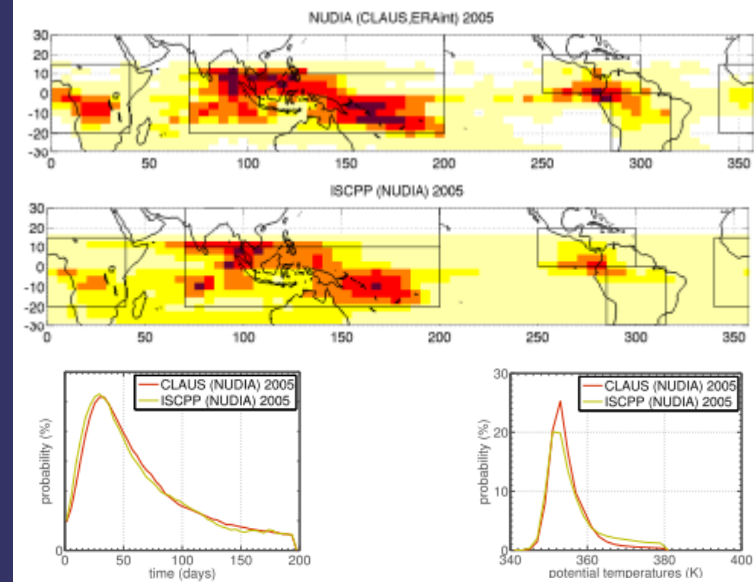 NUDIA (CLAUS,ERAint) 2005
30
20
10
0
-10
-20
-30
0 50 100 150 200 250 300 350
ISCPP (NUDIA) 2005
30
20
10
0
-10
-20
-30
0 50 100 150 200 250 300 350
CLAUS (NUDIA) 2005
ISCPP (NUDIA) 2005
probability (%)
0 50 100 150 200
time (days)
CLAUS (NUDIA) 2005
ISCPP (NUDIA) 2005
probability (%)
30
20
10
0
340 360 380 400
potential temperatures (K)